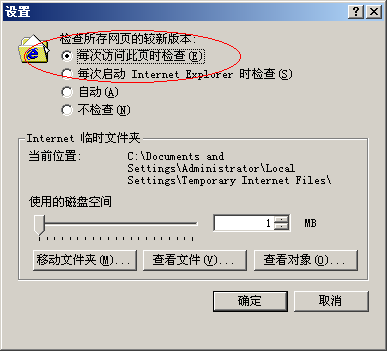 设置
检查所存网页的较新版本:
每次访问此页时检查(E)
每次启动 Internet Explorer 时检查(S)
自动(A)
不检查(N)
Internet 临时文件夹
当前位置: C:\Documents and
Settings\Administrator\Local
Settings\Temporary Internet Files\
使用的磁盘空间
1 MB
移动文件夹(M)... 查看文件(V)... 查看对象(O)...
确定 取消